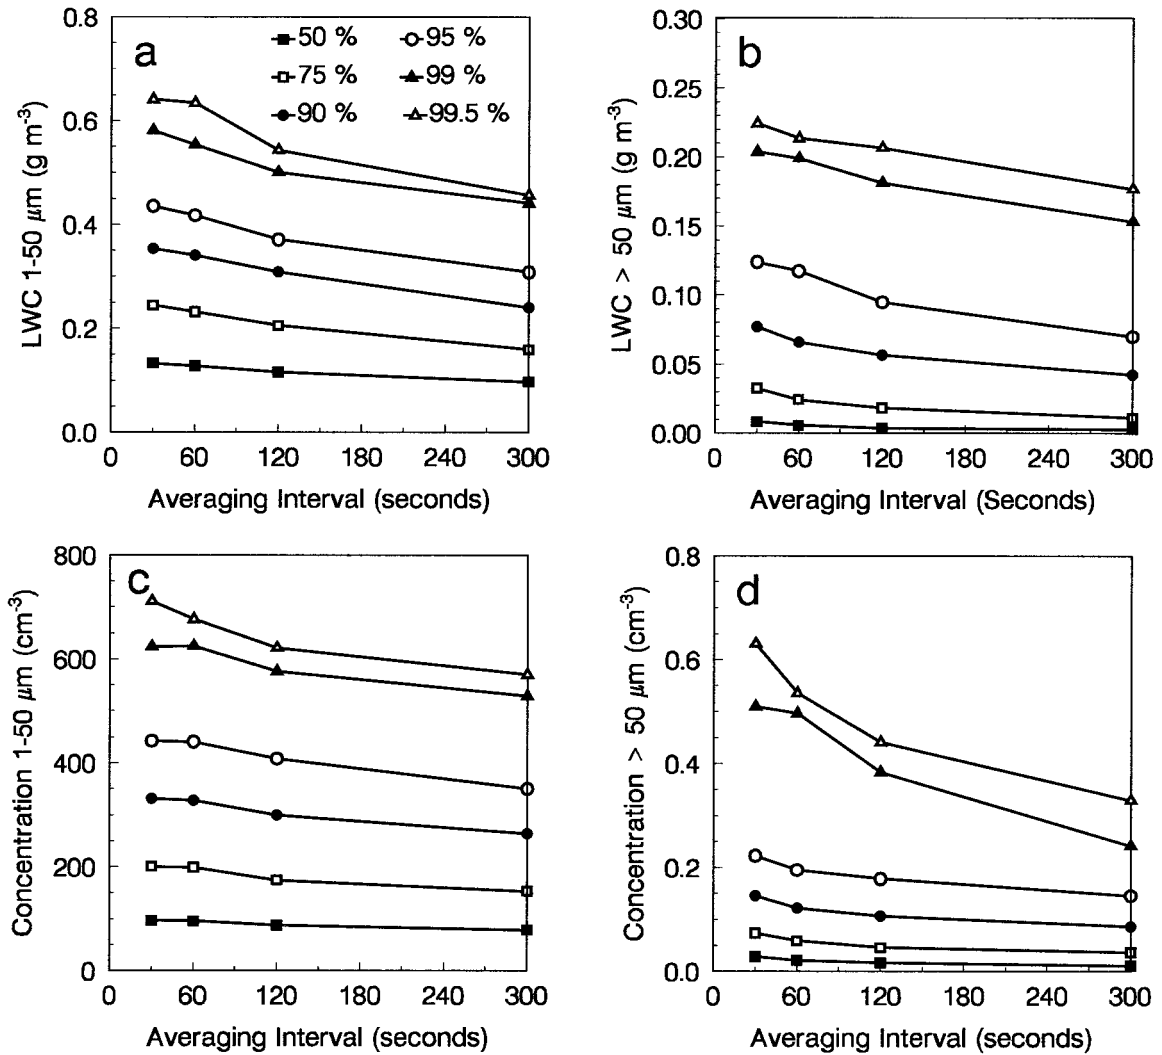 a
50 %
95 %
75 %
99 %
90 %
99.5 %
LWC 1-50 μm (g m⁻³)
0.8
0.6
0.4
0.2
0.0
0 60 120 180 240 300
Averaging Interval (seconds)
b
LWC > 50 μm (g m⁻³)
0.30
0.25
0.20
0.15
0.10
0.05
0.00
0 60 120 180 240 300
Averaging Interval (Seconds)
c
Concentration 1-50 μm (cm⁻³)
800
600
400
200
0
0 60 120 180 240 300
Averaging Interval (seconds)
d
Concentration > 50 μm (cm⁻³)
0.8
0.6
0.4
0.2
0.0
0 60 120 180 240 300
Averaging Interval (seconds)